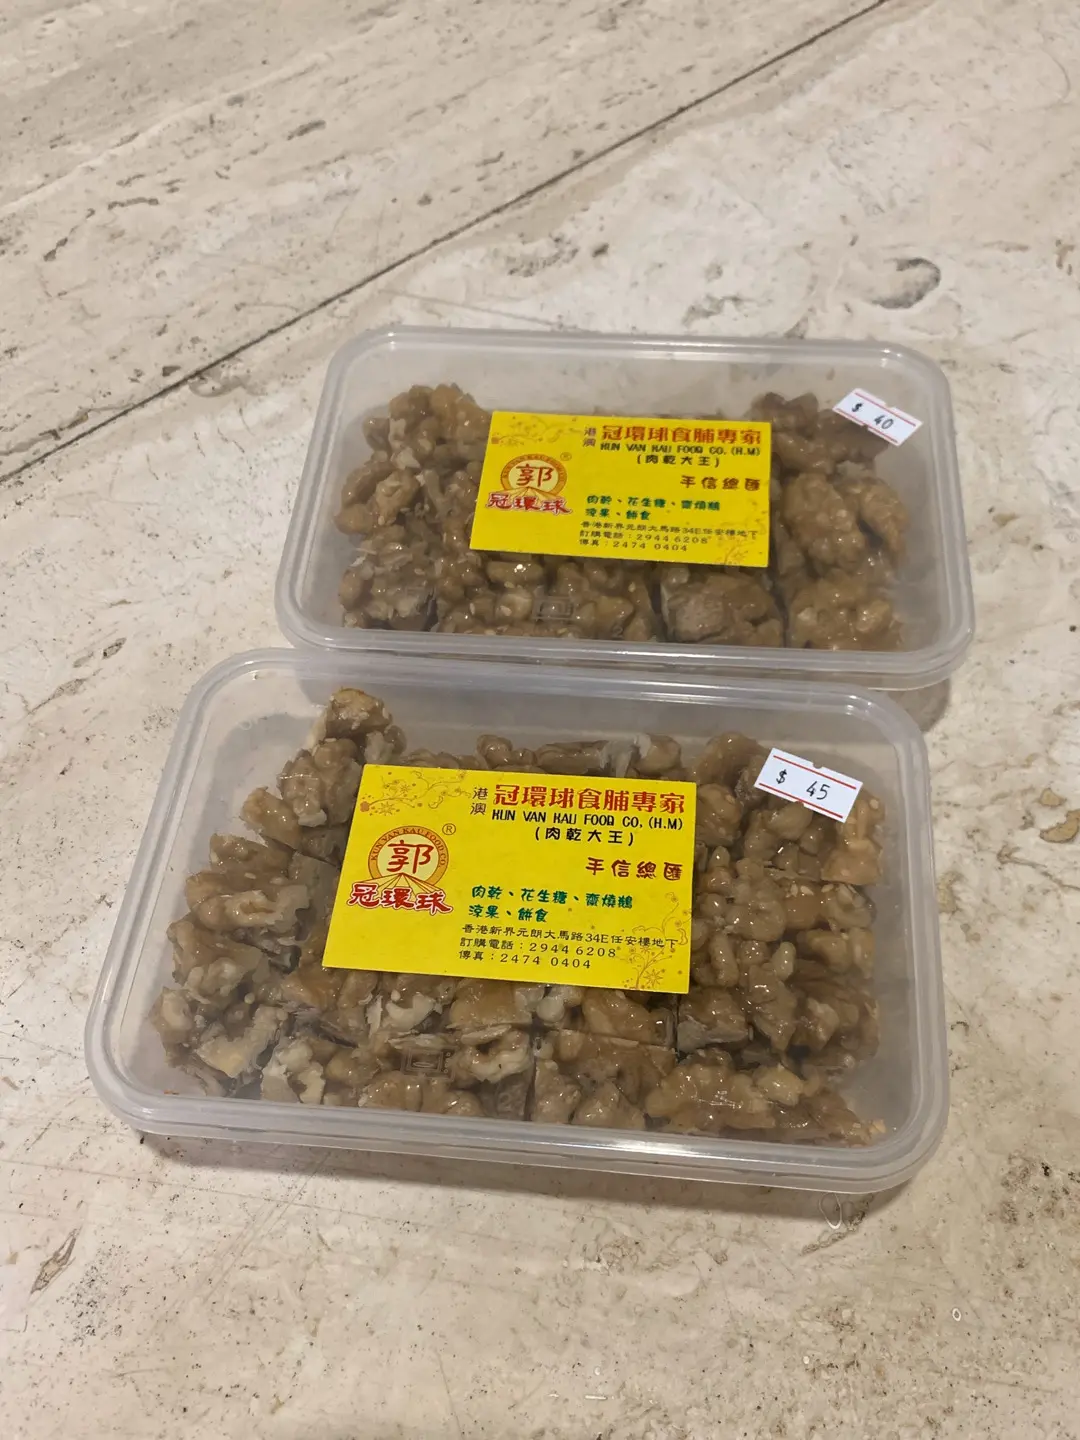 $ 40
港澳 冠環球食脯專家
KUN VAN KAU FOOD CO. (H.M)
(肉乾大王)
郭 ®
冠環球
手信總匯
肉乾、花生糖、齋燒鵝
涼果、餅食
香港新界元朗大馬路34E任安樓地下
訂購電話:2944 6208
傳真:2474 0404
$ 45
港澳 冠環球食脯專家
KUN VAN KAU FOOD CO. (H.M)
(肉乾大王)
KUN VAN KAU FOOD CO. ®
郭
冠環球
手信總匯
肉乾、花生糖、齋燒鵝
涼果、餅食
香港新界元朗大馬路34E任安樓地下
訂購電話:2944 6208
傳真:2474 0404